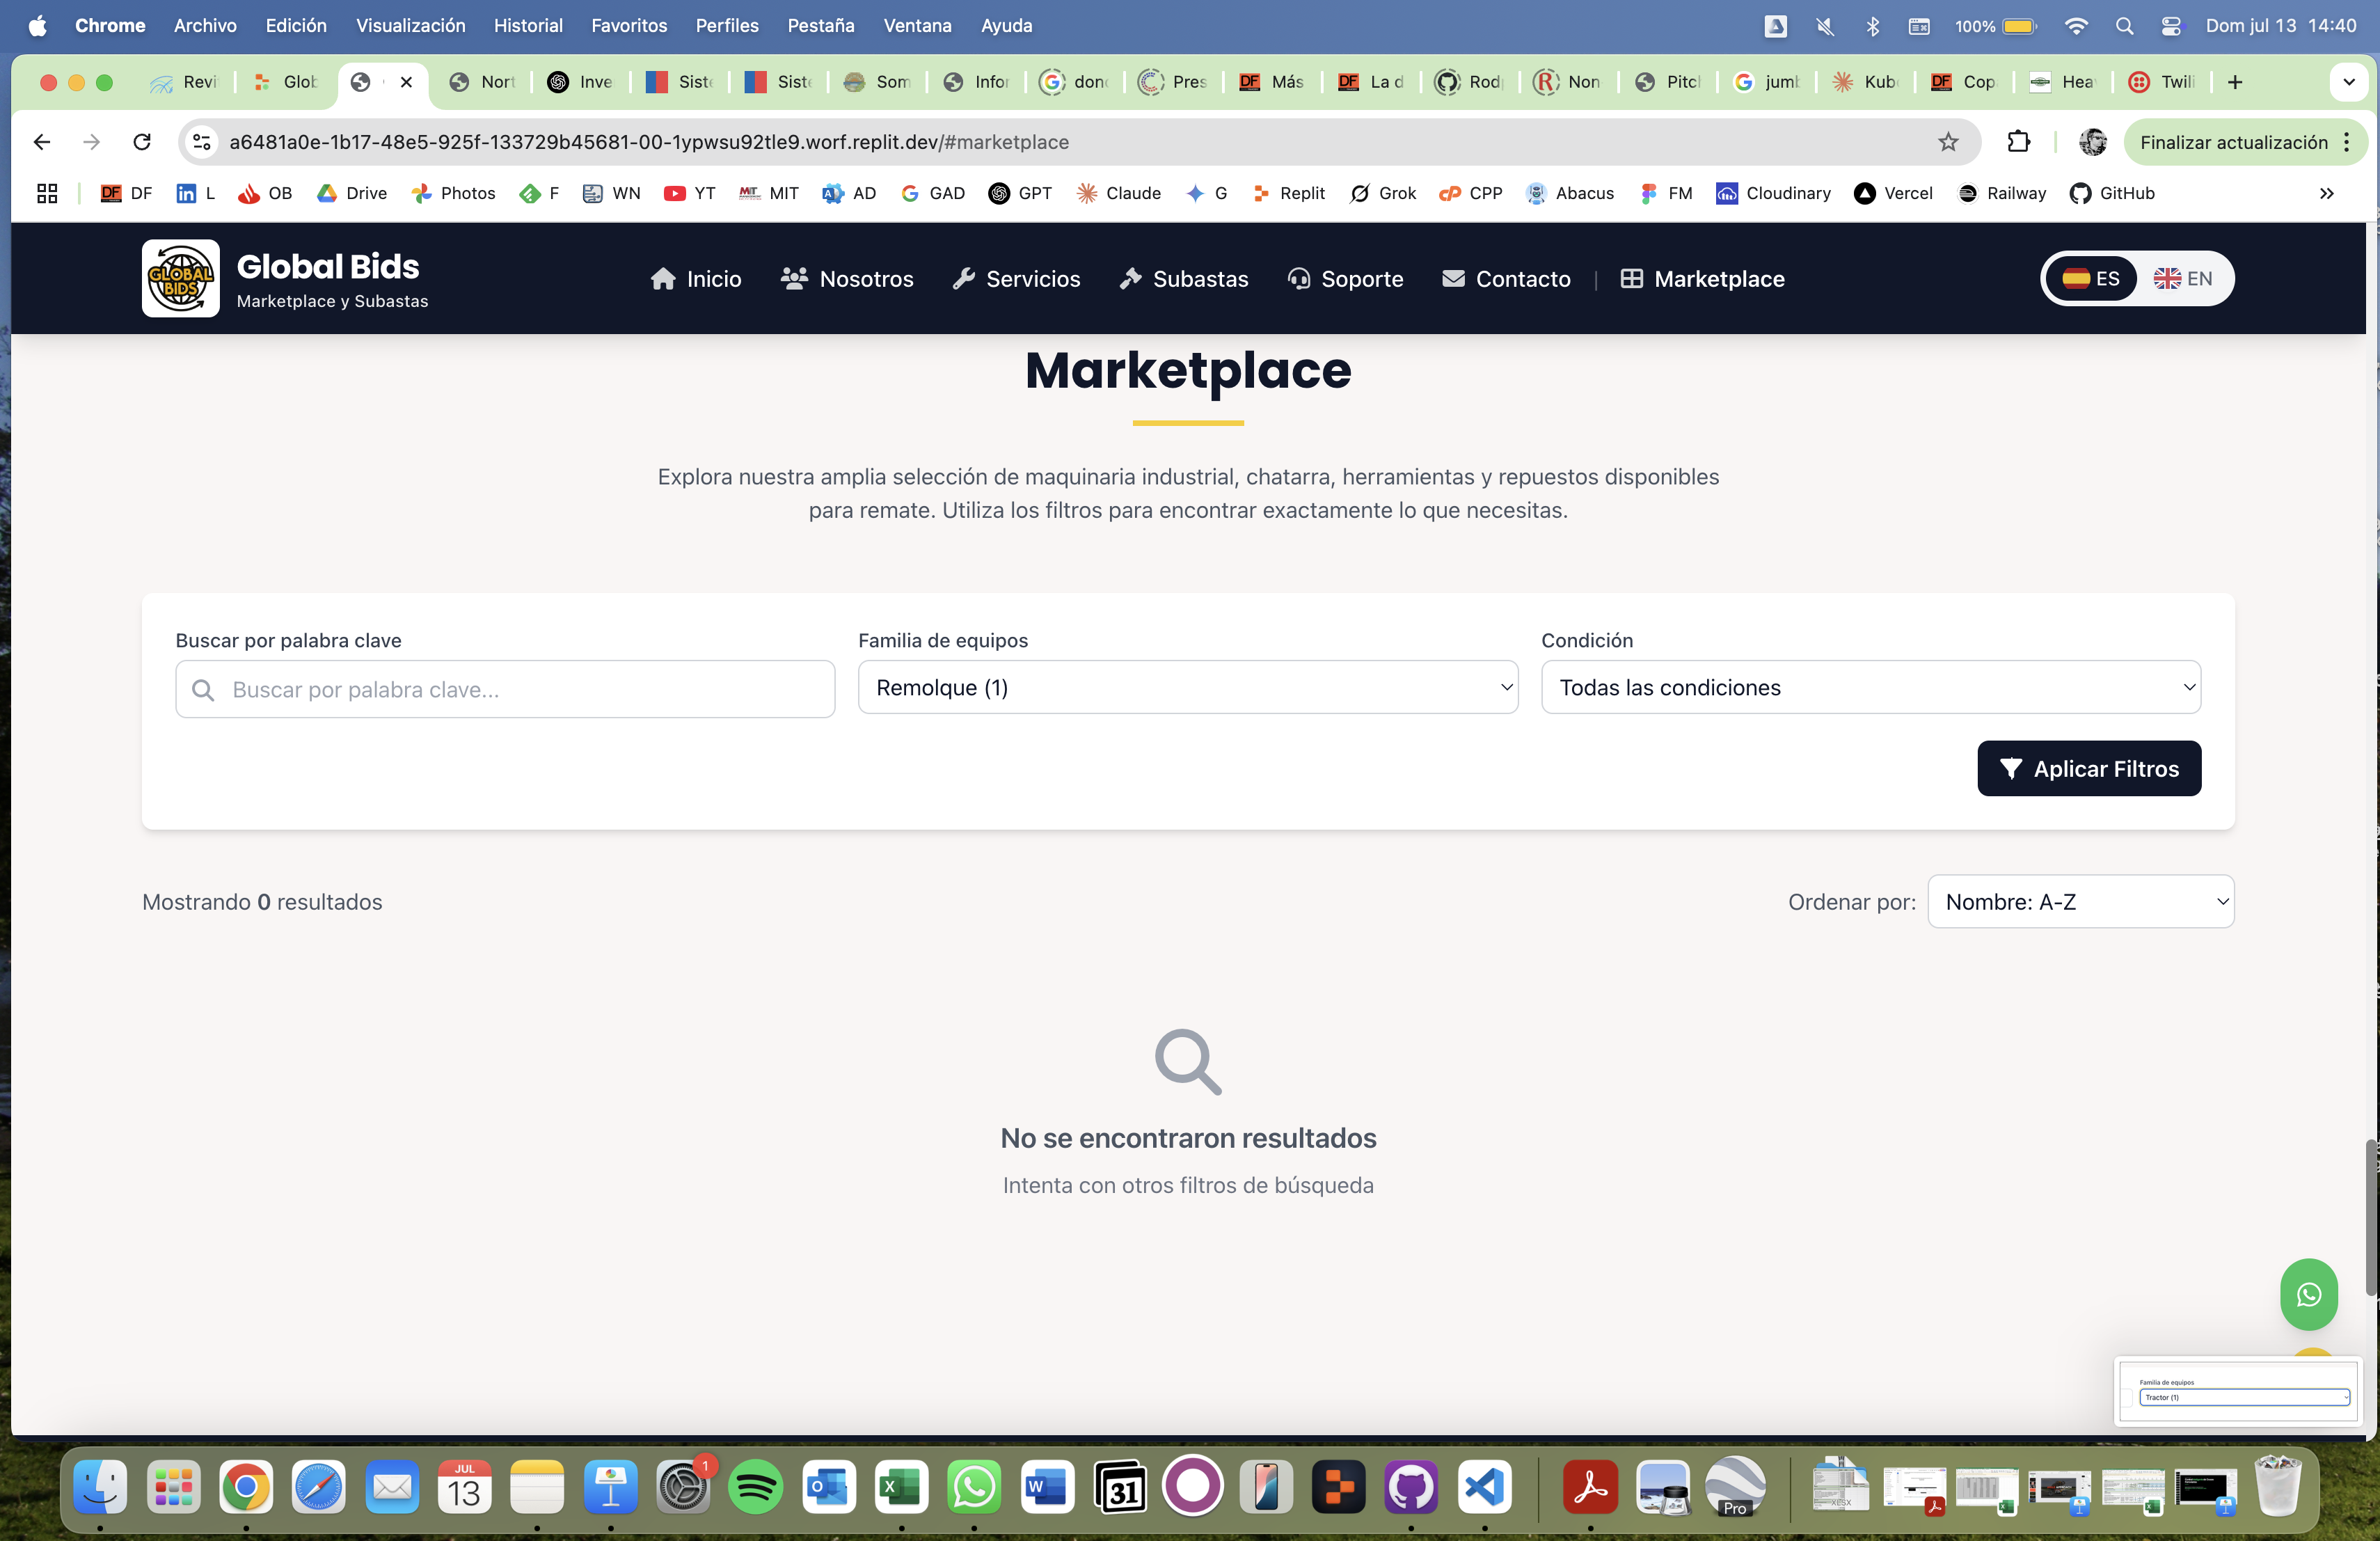 Chrome Archivo Edición Visualización Historial Favoritos Perfiles Pestaña Ventana Ayuda 100% Dom jul 13 14:40
Revi Glob Nort Inve Siste Siste Som Infor donc Pres Más La d Rod Non Pitch jumb Kub Cop Hea Twili
a6481a0e-1b17-48e5-925f-133729b45681-00-1ypwsu92tle9.worf.replit.dev/#marketplace Finalizar actualización
DF L OB Drive Photos F WN YT MIT AD GAD GPT Claude G Replit Grok CPP Abacus FM Cloudinary Vercel Railway GitHub
GLOBAL BIDS
Global Bids
Marketplace y Subastas
Inicio Nosotros Servicios Subastas Soporte Contacto | Marketplace ES EN
Marketplace
Explora nuestra amplia selección de maquinaria industrial, chatarra, herramientas y repuestos disponibles
para remate. Utiliza los filtros para encontrar exactamente lo que necesitas.
Buscar por palabra clave Familia de equipos Condición
Buscar por palabra clave... Remolque (1) Todas las condiciones
Aplicar Filtros
Mostrando 0 resultados Ordenar por: Nombre: A-Z
No se encontraron resultados
Intenta con otros filtros de búsqueda
Familia de equipos
Tractor (1)
JUL
13
1
31
Pro
XLSX